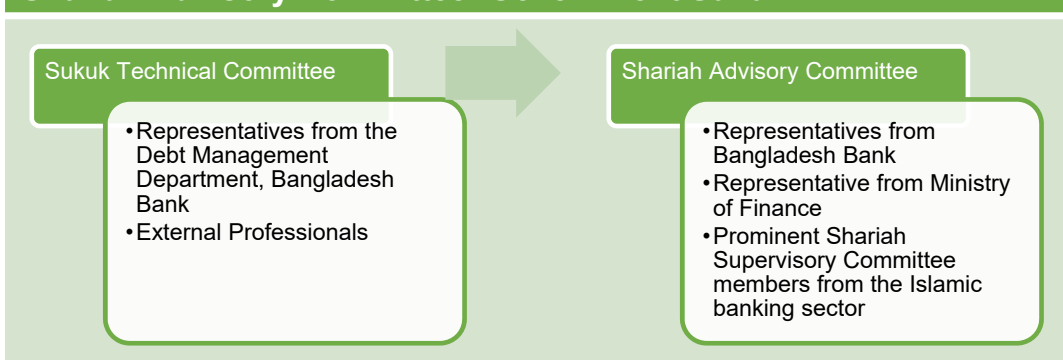 Sukuk Technical Committee
•Representatives from the
Debt Management
Department, Bangladesh
Bank
•External Professionals
Shariah Advisory Committee
•Representatives from
Bangladesh Bank
•Representative from Ministry
of Finance
•Prominent Shariah
Supervisory Committee
members from the Islamic
banking sector